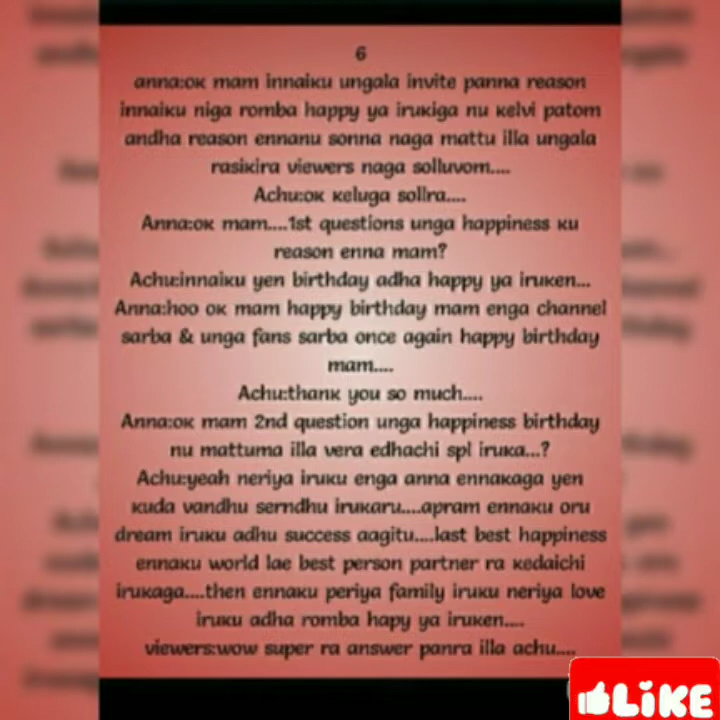 6
anna:ok mam innaiku ungala invite panna reason
innaiku niga romba happy ya irukiga nu kelvi patom
andha reason ennanu sonna naga mattu illa ungala
rasikira viewers naga solluvom....
Achu:ok keluga sollra....
Anna:ok mam....1st questions unga happiness ku
reason enna mam?
Achu:innaiku yen birthday adha happy ya iruken...
Anna:hoo ok mam happy birthday mam enga channel
sarba & unga fans sarba once again happy birthday
mam....
Achu:thank you so much....
Anna:ok mam 2nd question unga happiness birthday
nu mattuma illa vera edhachi spl iruka...?
Achu:yeah neriya iruku enga anna ennakaga yen
kuda vandhu serndhu irukaru....apram ennaku oru
dream iruku adhu success aagitu....last best happiness
ennaku world lae best person partner ra kedaichi
irukaga....then ennaku periya family iruku neriya love
iruku adha romba hapy ya iruken....
viewers:wow super ra answer panra illa achu....
LIKE